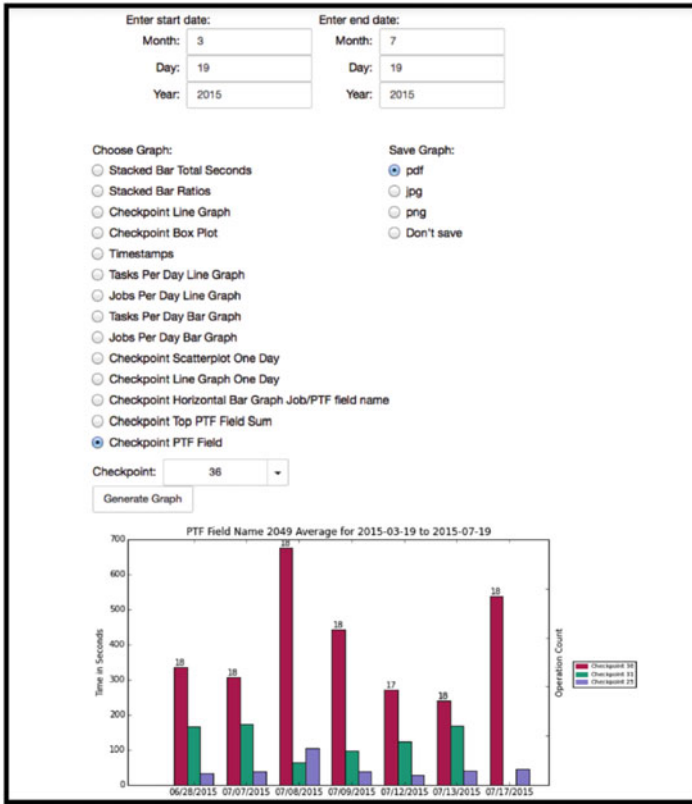 Enter start date: Enter end date:
Month: 3 Month: 7
Day: 19 Day: 19
Year: 2015 Year: 2015
Choose Graph:
Stacked Bar Total Seconds
Stacked Bar Ratios
Checkpoint Line Graph
Checkpoint Box Plot
Timestamps
Tasks Per Day Line Graph
Jobs Per Day Line Graph
Tasks Per Day Bar Graph
Jobs Per Day Bar Graph
Checkpoint Scatterplot One Day
Checkpoint Line Graph One Day
Checkpoint Horizontal Bar Graph Job/PTF field name
Checkpoint Top PTF Field Sum
Checkpoint PTF Field
Save Graph:
pdf
jpg
png
Don't save
Checkpoint: 36
Generate Graph
PTF Field Name 2049 Average for 2015-03-19 to 2015-07-19
Time in Seconds
700
600
500
400
300
200
100
0
18 18 18 18 17 18 18
06/28/2015 07/07/2015 07/08/2015 07/09/2015 07/12/2015 07/13/2015 07/17/2015
Operation Count
Checkpoint 36
Checkpoint 31
Checkpoint 25